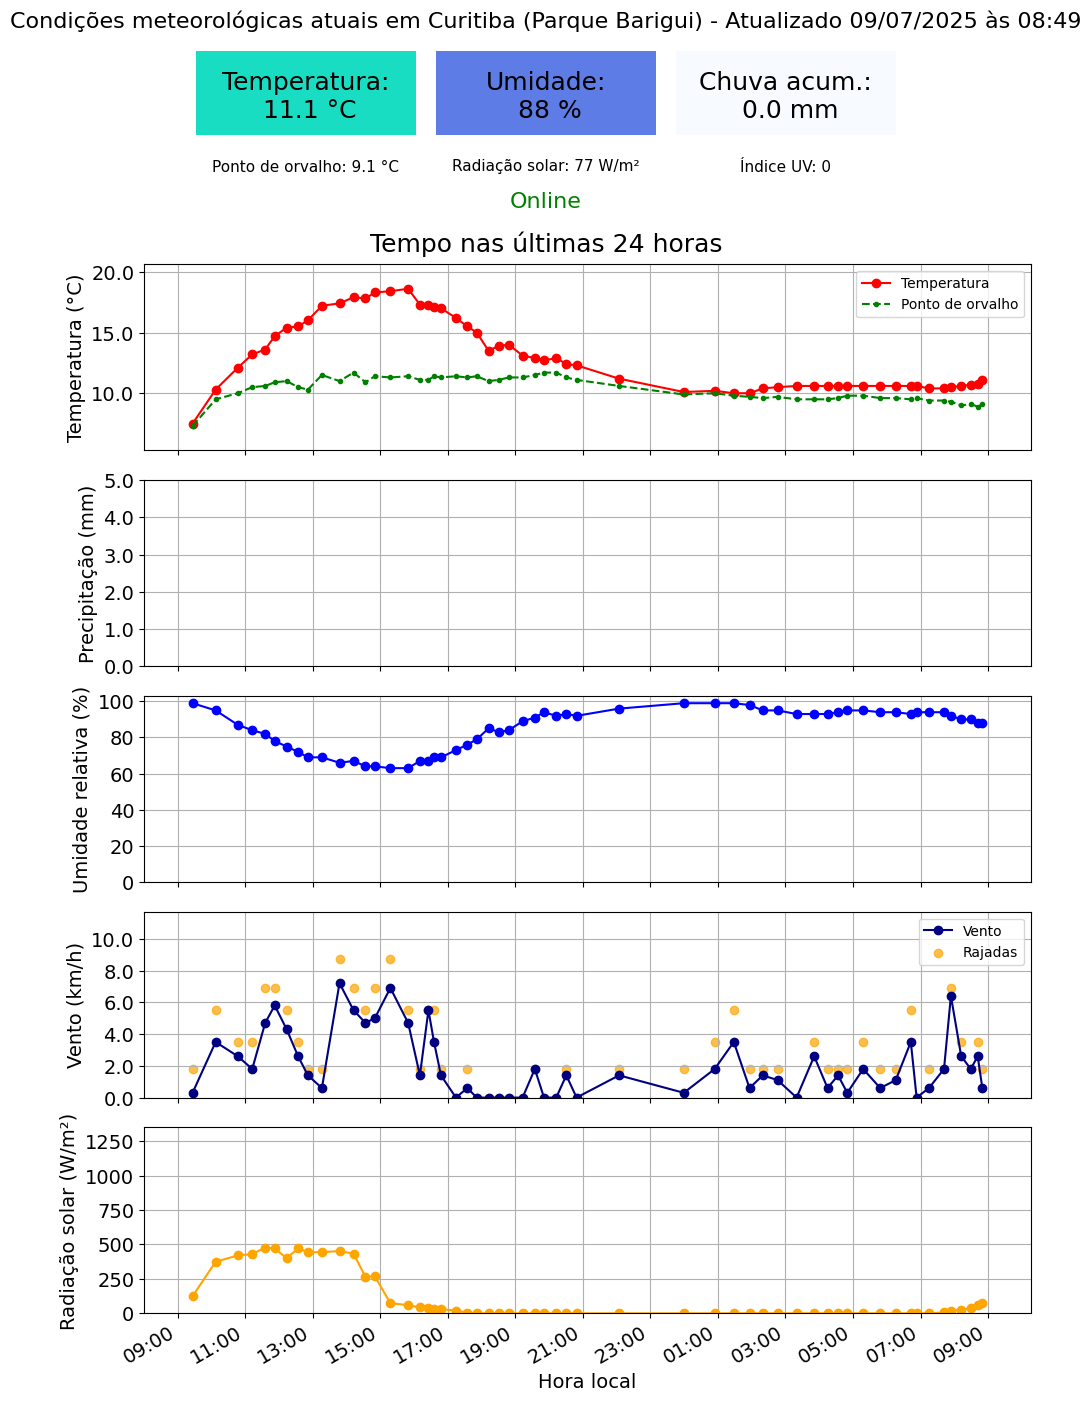 Condições meteorológicas atuais em Curitiba (Parque Barigui) - Atualizado 09/07/2025 às 08:49
Temperatura:
11.1 °C
Umidade:
88 %
Chuva acum.:
0.0 mm
Ponto de orvalho: 9.1 °C
Radiação solar: 77 W/m²
Índice UV: 0
Online
Tempo nas últimas 24 horas
Temperatura (°C)
20.0
15.0
10.0
Temperatura
Ponto de orvalho
Precipitação (mm)
5.0
4.0
3.0
2.0
1.0
0.0
Umidade relativa (%)
100
80
60
40
20
0
Vento (km/h)
10.0
8.0
6.0
4.0
2.0
0.0
Vento
Rajadas
Radiação solar (W/m²)
1250
1000
750
500
250
0
09:00
11:00
13:00
15:00
17:00
19:00
21:00
23:00
01:00
03:00
05:00
07:00
09:00
Hora local